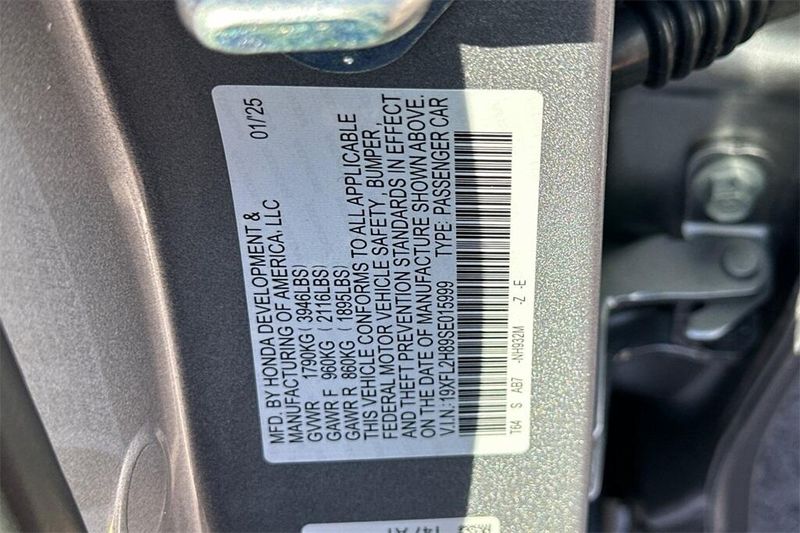 MFD. BY HONDA DEVELOPMENT & 01/'25
MANUFACTURING OF AMERICA, LLC
GVWR 1790KG ( 3946LBS)
GAWR F 960KG ( 2116LBS)
GAWR R 860KG ( 1895LBS)
THIS VEHICLE CONFORMS TO ALL APPLICABLE
FEDERAL MOTOR VEHICLE SAFETY, BUMPER,
AND THEFT PREVENTION STANDARDS IN EFFECT
ON THE DATE OF MANUFACTURE SHOWN ABOVE.
V.I.N.:19XFL2H89SE015999 TYPE: PASSENGER CAR
T64 S AB7 -NH932M -Z -E